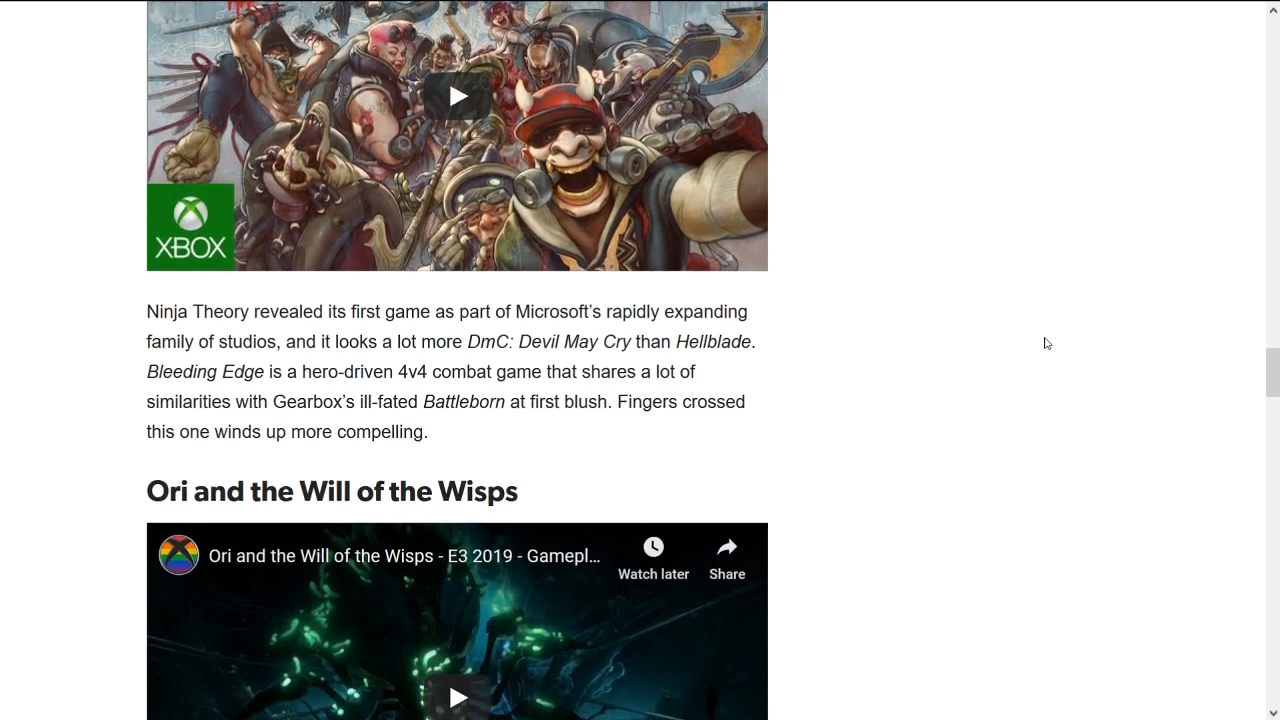 XBOX
Ninja Theory revealed its first game as part of Microsoft’s rapidly expanding
family of studios, and it looks a lot more DmC: Devil May Cry than Hellblade.
Bleeding Edge is a hero-driven 4v4 combat game that shares a lot of
similarities with Gearbox’s ill-fated Battleborn at first blush. Fingers crossed
this one winds up more compelling.
Ori and the Will of the Wisps
Ori and the Will of the Wisps - E3 2019 - Gamepl...
Watch later
Share